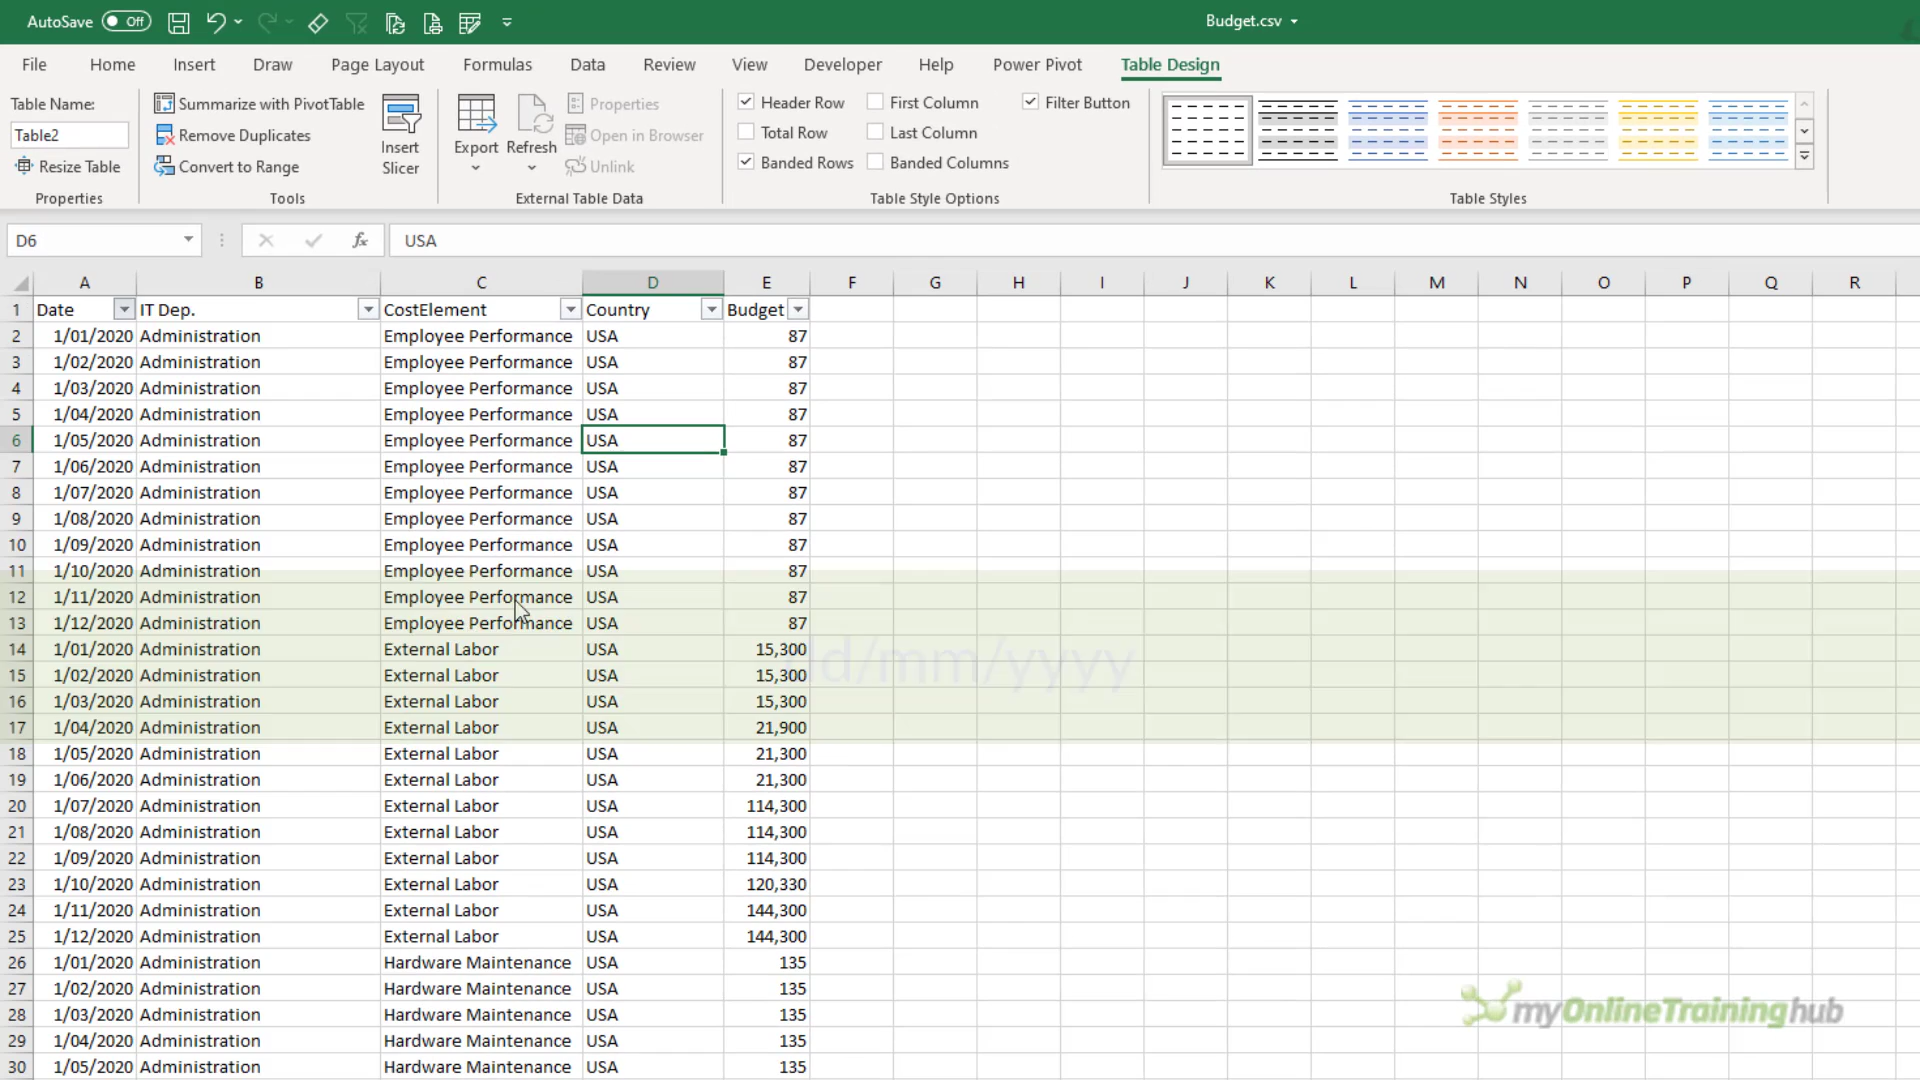 AutoSave Off Budget.csv
File Home Insert Draw Page Layout Formulas Data Review View Developer Help Power Pivot Table Design
Table Name:
Table2
Resize Table
Properties
Summarize with PivotTable
Remove Duplicates
Convert to Range
Tools
Insert
Slicer
Export Refresh
Properties
Open in Browser
Unlink
External Table Data
Header Row First Column Filter Button
Total Row Last Column
Banded Rows Banded Columns
Table Style Options
Table Styles
D6 fx USA
A B C D E F G H I J K L M N O P Q R
1 Date IT Dep. CostElement Country Budget
2 1/01/2020 Administration Employee Performance USA 87
3 1/02/2020 Administration Employee Performance USA 87
4 1/03/2020 Administration Employee Performance USA 87
5 1/04/2020 Administration Employee Performance USA 87
6 1/05/2020 Administration Employee Performance USA 87
7 1/06/2020 Administration Employee Performance USA 87
8 1/07/2020 Administration Employee Performance USA 87
9 1/08/2020 Administration Employee Performance USA 87
10 1/09/2020 Administration Employee Performance USA 87
11 1/10/2020 Administration Employee Performance USA 87
12 1/11/2020 Administration Employee Performance USA 87
13 1/12/2020 Administration Employee Performance USA 87
14 1/01/2020 Administration External Labor USA 15,300
dd/mm/yyyy
15 1/02/2020 Administration External Labor USA 15,300
16 1/03/2020 Administration External Labor USA 15,300
17 1/04/2020 Administration External Labor USA 21,900
18 1/05/2020 Administration External Labor USA 21,300
19 1/06/2020 Administration External Labor USA 21,300
20 1/07/2020 Administration External Labor USA 114,300
21 1/08/2020 Administration External Labor USA 114,300
22 1/09/2020 Administration External Labor USA 114,300
23 1/10/2020 Administration External Labor USA 120,330
24 1/11/2020 Administration External Labor USA 144,300
25 1/12/2020 Administration External Labor USA 144,300
26 1/01/2020 Administration Hardware Maintenance USA 135
27 1/02/2020 Administration Hardware Maintenance USA 135
28 1/03/2020 Administration Hardware Maintenance USA 135
29 1/04/2020 Administration Hardware Maintenance USA 135
30 1/05/2020 Administration Hardware Maintenance USA 135
myOnlineTraininghub